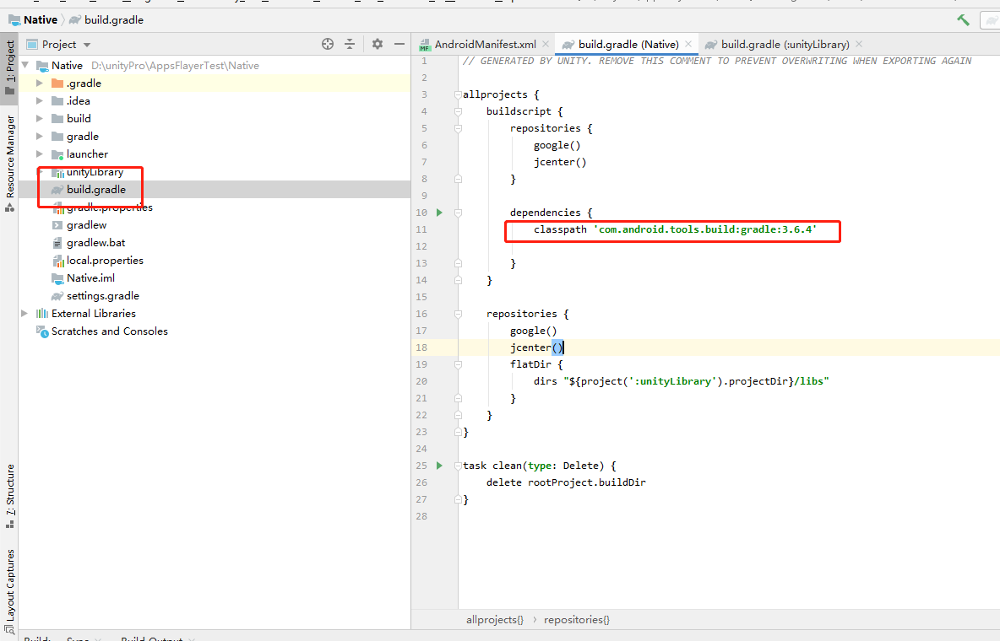 Native
build.gradle
1: Project
Resource Manager
7: Structure
Layout Captures
Project
Native D:\unityPro\AppsFlayerTest\Native
.gradle
.idea
build
gradle
launcher
unityLibrary
build.gradle
gradle.properties
gradlew
gradlew.bat
local.properties
Native.iml
settings.gradle
External Libraries
Scratches and Consoles
AndroidManifest.xml
build.gradle (Native)
build.gradle (:unityLibrary)
1 // GENERATED BY UNITY. REMOVE THIS COMMENT TO PREVENT OVERWRITING WHEN EXPORTING AGAIN
2
3 allprojects {
4 buildscript {
5 repositories {
6 google()
7 jcenter()
8 }
9
10 dependencies {
11 classpath 'com.android.tools.build:gradle:3.6.4'
12
13 }
14 }
15
16 repositories {
17 google()
18 jcenter()
19 flatDir {
20 dirs "${project(':unityLibrary').projectDir}/libs"
21 }
22 }
23 }
24
25 task clean(type: Delete) {
26 delete rootProject.buildDir
27 }
28
allprojects{} › repositories{}
Build: Sync Build Output